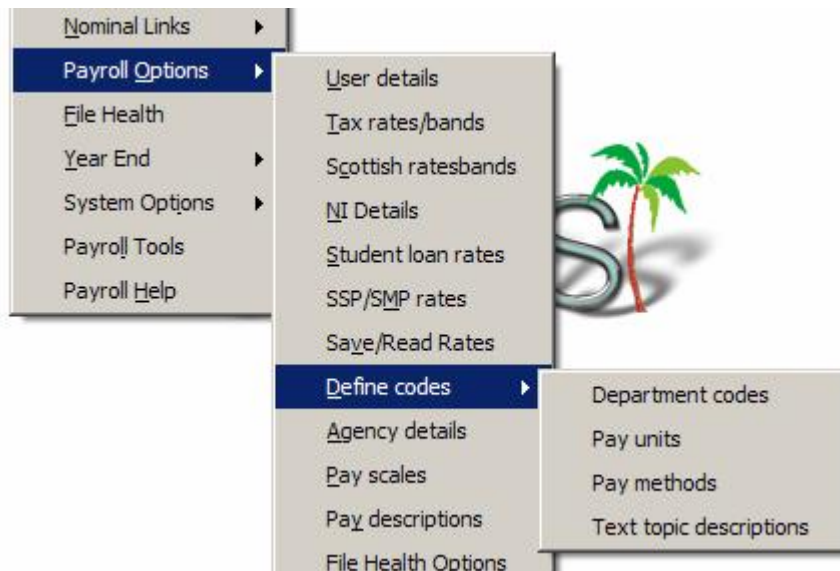 Nominal Links
Payroll Options
File Health
Year End
System Options
Payroll Tools
Payroll Help
User details
Tax rates/bands
Scottish ratesbands
NI Details
Student loan rates
SSP/SMP rates
Save/Read Rates
Define codes
Agency details
Pay scales
Pay descriptions
File Health Options
Department codes
Pay units
Pay methods
Text topic descriptions
S